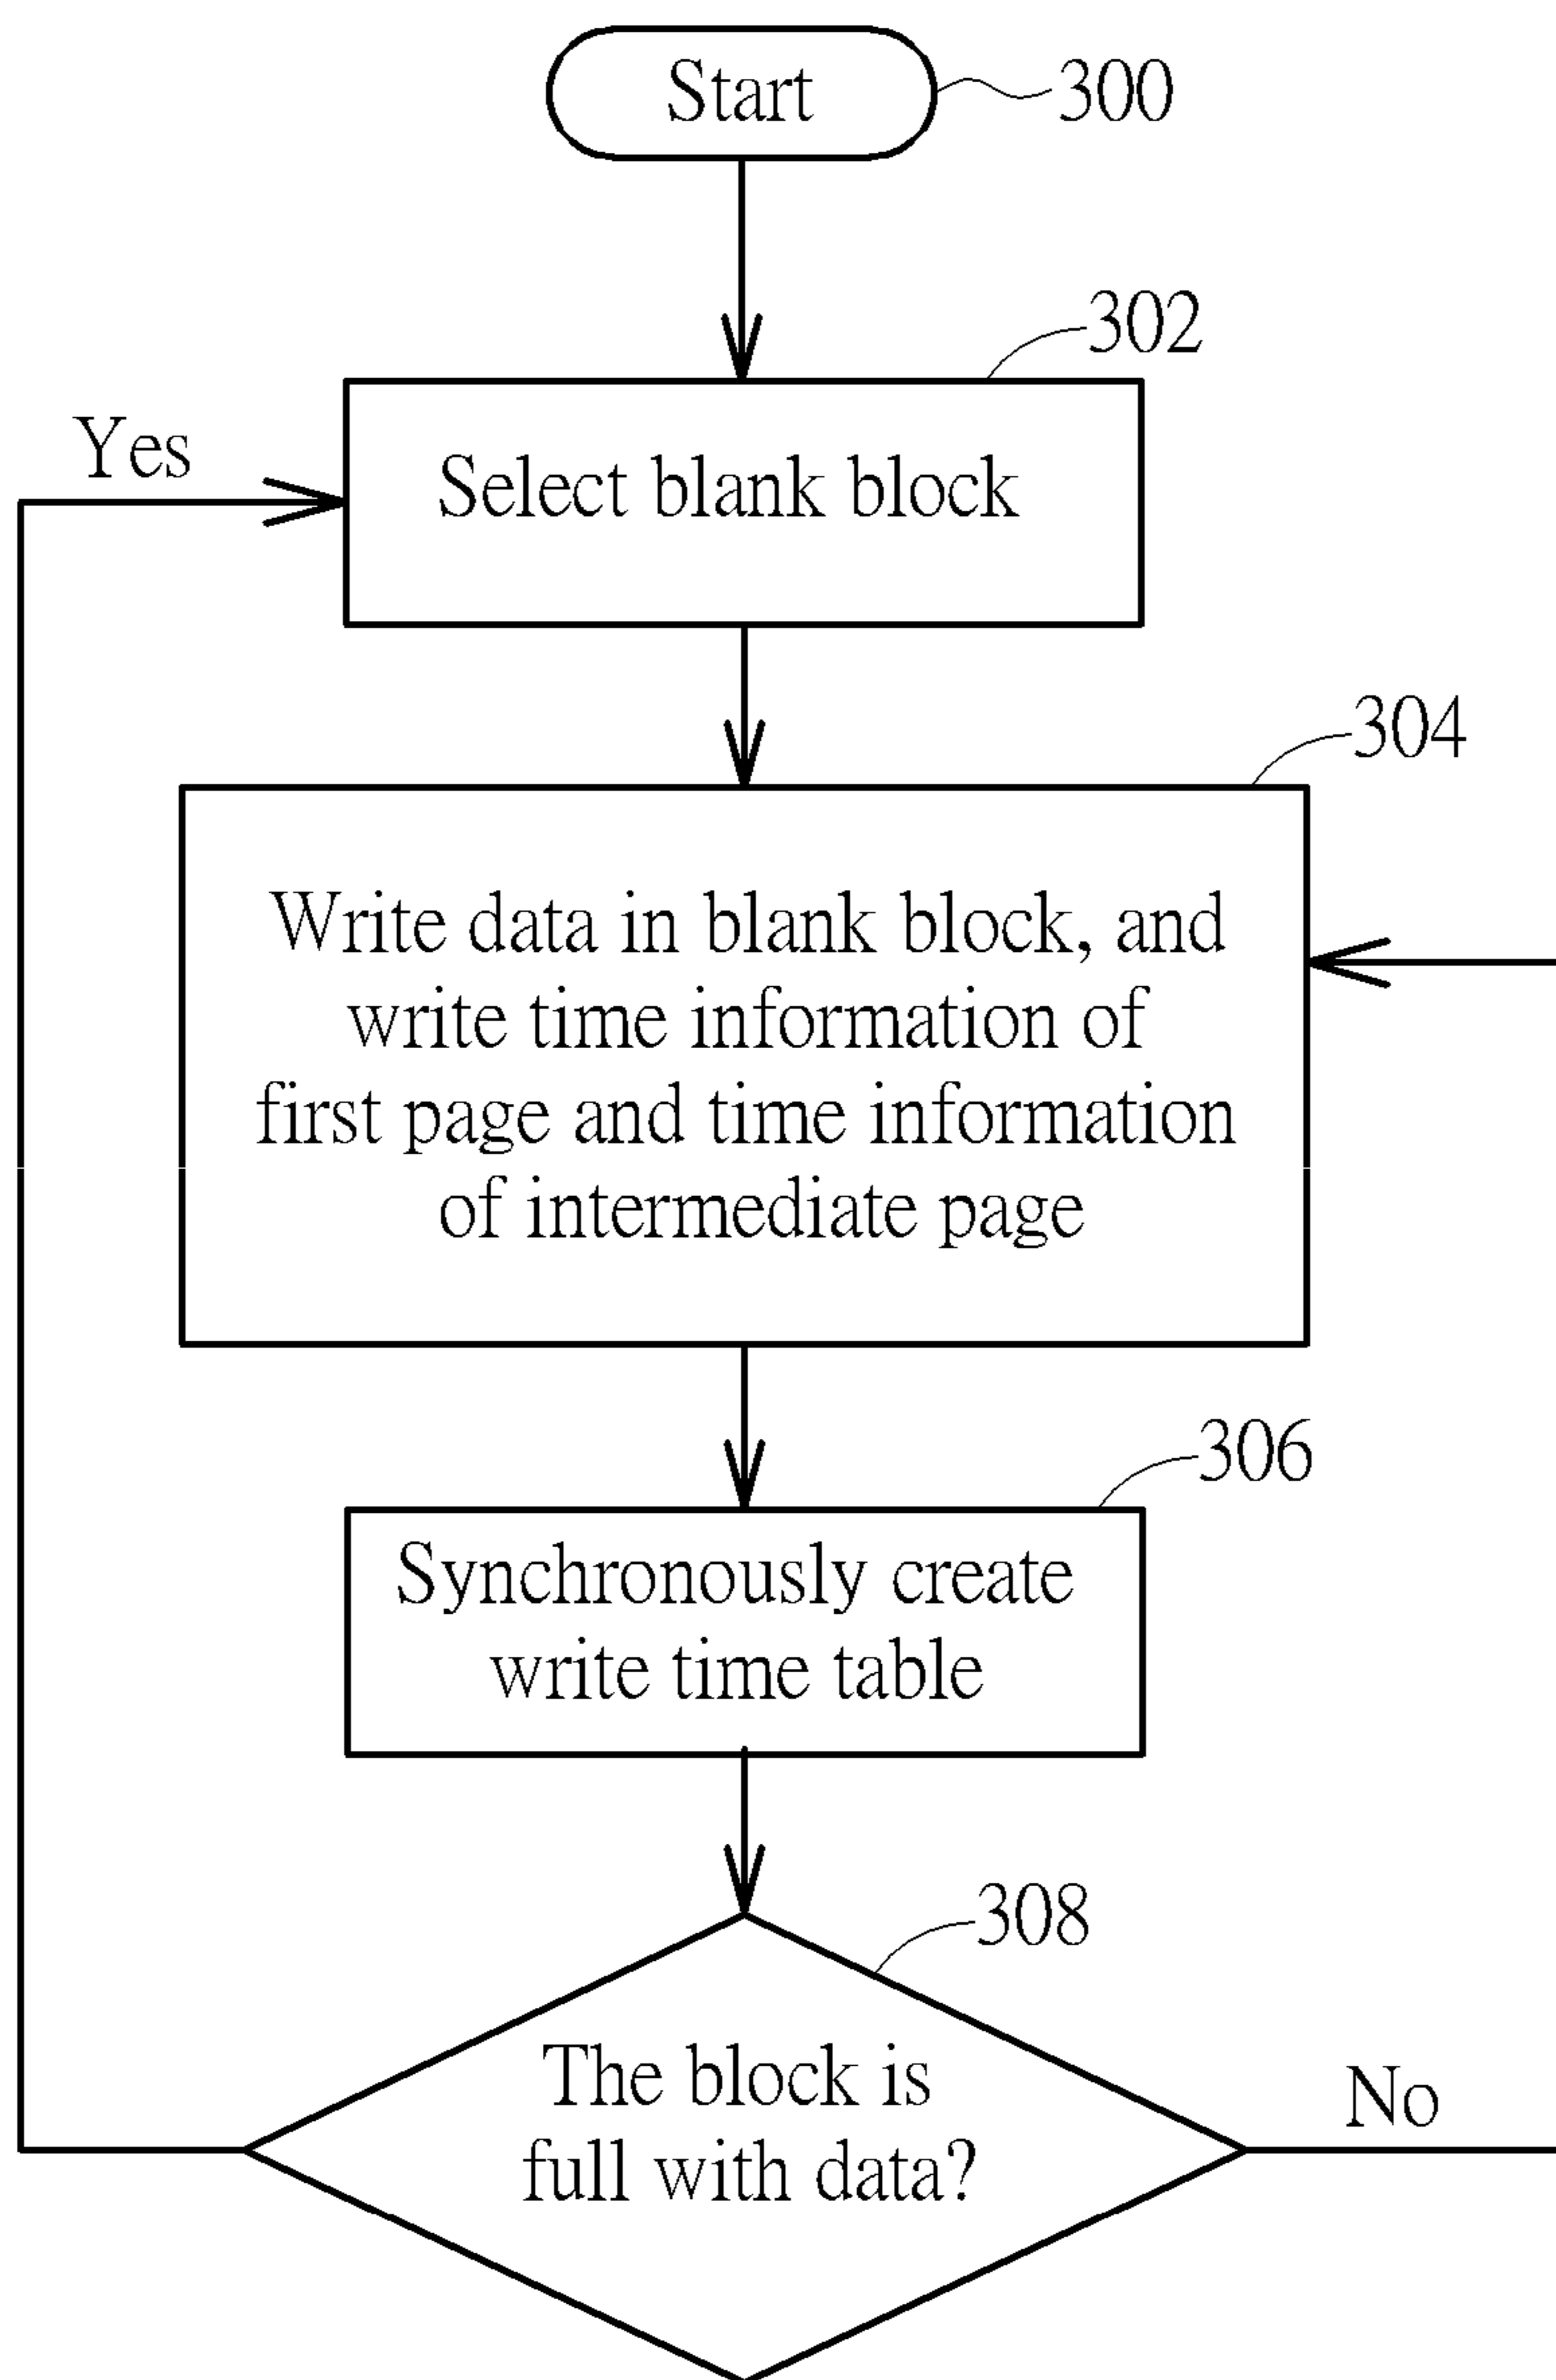 Start
300
302
Yes
Select blank block
304
Write data in blank block, and
write time information of
first page and time information
of intermediate page
306
Synchronously create
write time table
308
The block is
full with data?
No